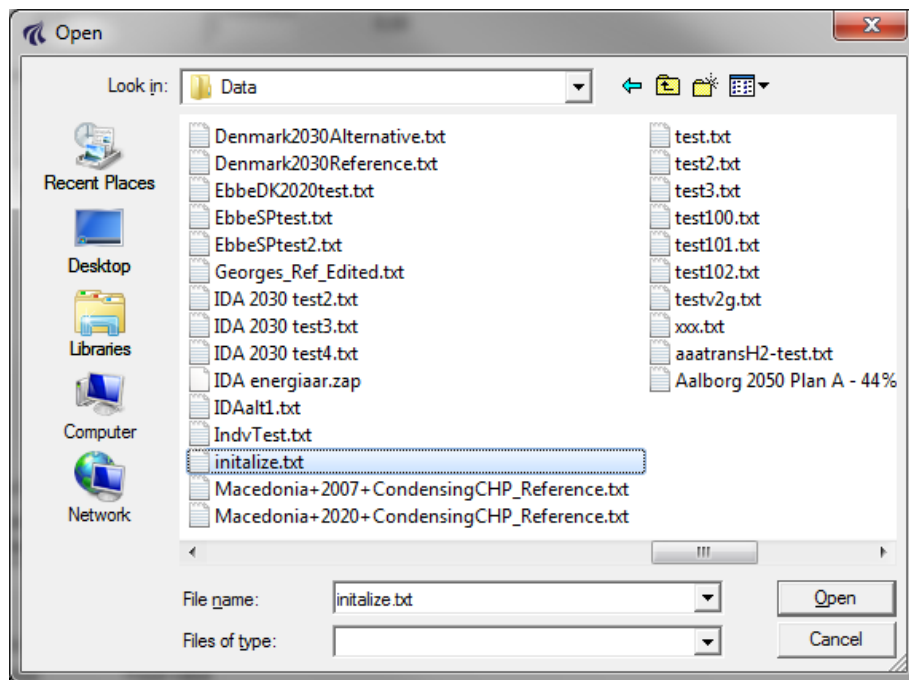 Open
Look in: Data
Recent Places
Desktop
Libraries
Computer
Network
Denmark2030Alternative.txt
Denmark2030Reference.txt
EbbeDK2020test.txt
EbbeSPtest.txt
EbbeSPtest2.txt
Georges_Ref_Edited.txt
IDA 2030 test2.txt
IDA 2030 test3.txt
IDA 2030 test4.txt
IDA energiaar.zap
IDAalt1.txt
IndvTest.txt
initalize.txt
Macedonia+2007+CondensingCHP_Reference.txt
Macedonia+2020+CondensingCHP_Reference.txt
test.txt
test2.txt
test3.txt
test100.txt
test101.txt
test102.txt
testv2g.txt
xxx.txt
aaatransH2-test.txt
Aalborg 2050 Plan A - 44%
File name: initalize.txt Open
Files of type: Cancel